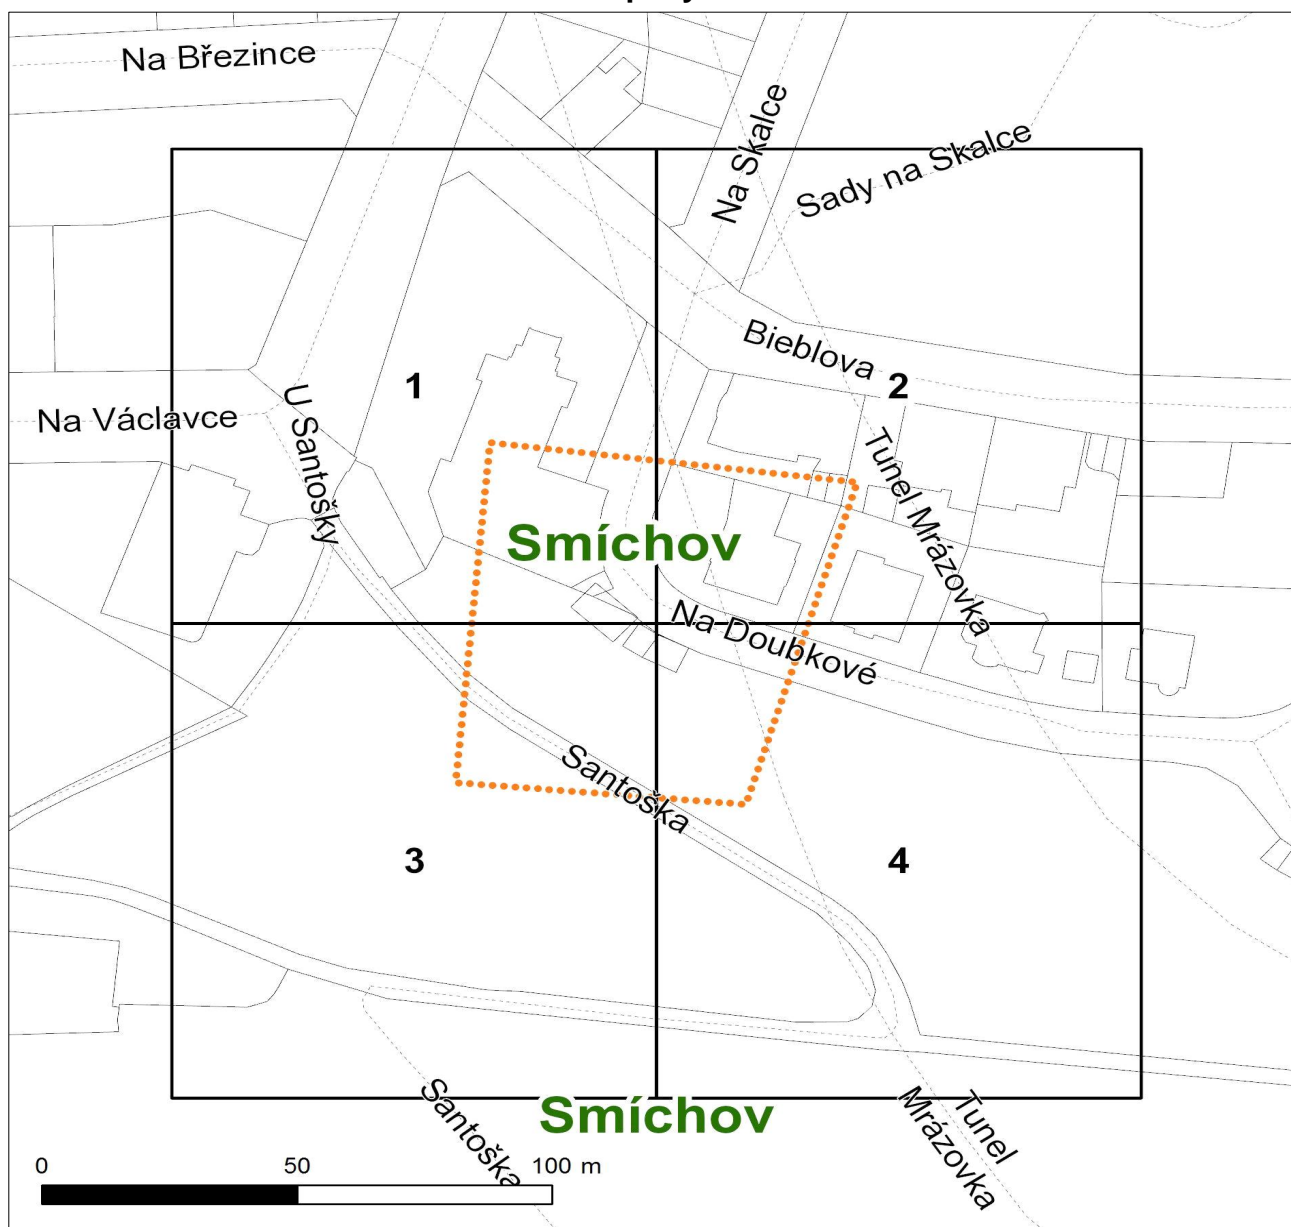 Na Březince
Na Skalce
Sady na Skalce
Bieblova
1
2
Na Václavce
U Santošky
Tunel Mrázovka
Smíchov
Na Doubkové
Santoška
3
4
Santoška
Smíchov
Tunel
Mrázovka
0 50 100 m